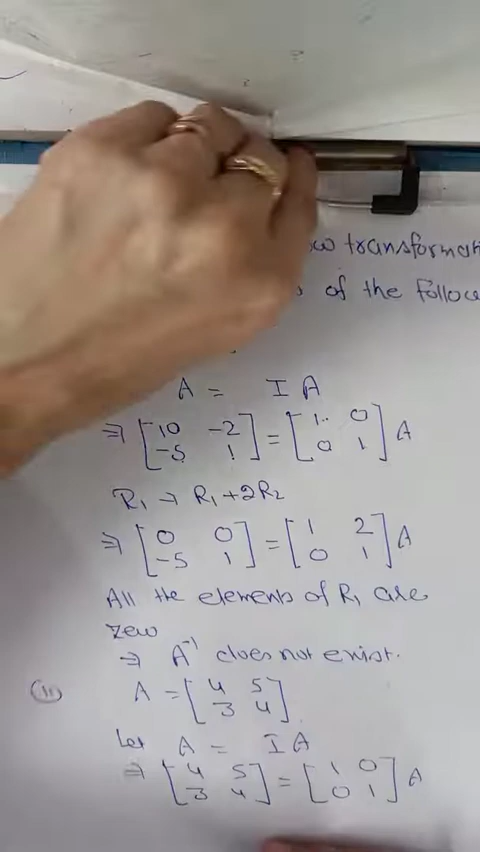 transformat
of the follow
A = I A
⇒ [10 -2; -5 1] = [1 0; 0 1] A
R₁ → R₁+2R₂
⇒ [0 0; -5 1] = [1 2; 0 1] A
All the elements of R₁ are
zero
⇒ A⁻¹ does not exist.
(ii) A = [4 5; 3 4]
Let A = I A
⇒ [4 5; 3 4] = [1 0; 0 1] A